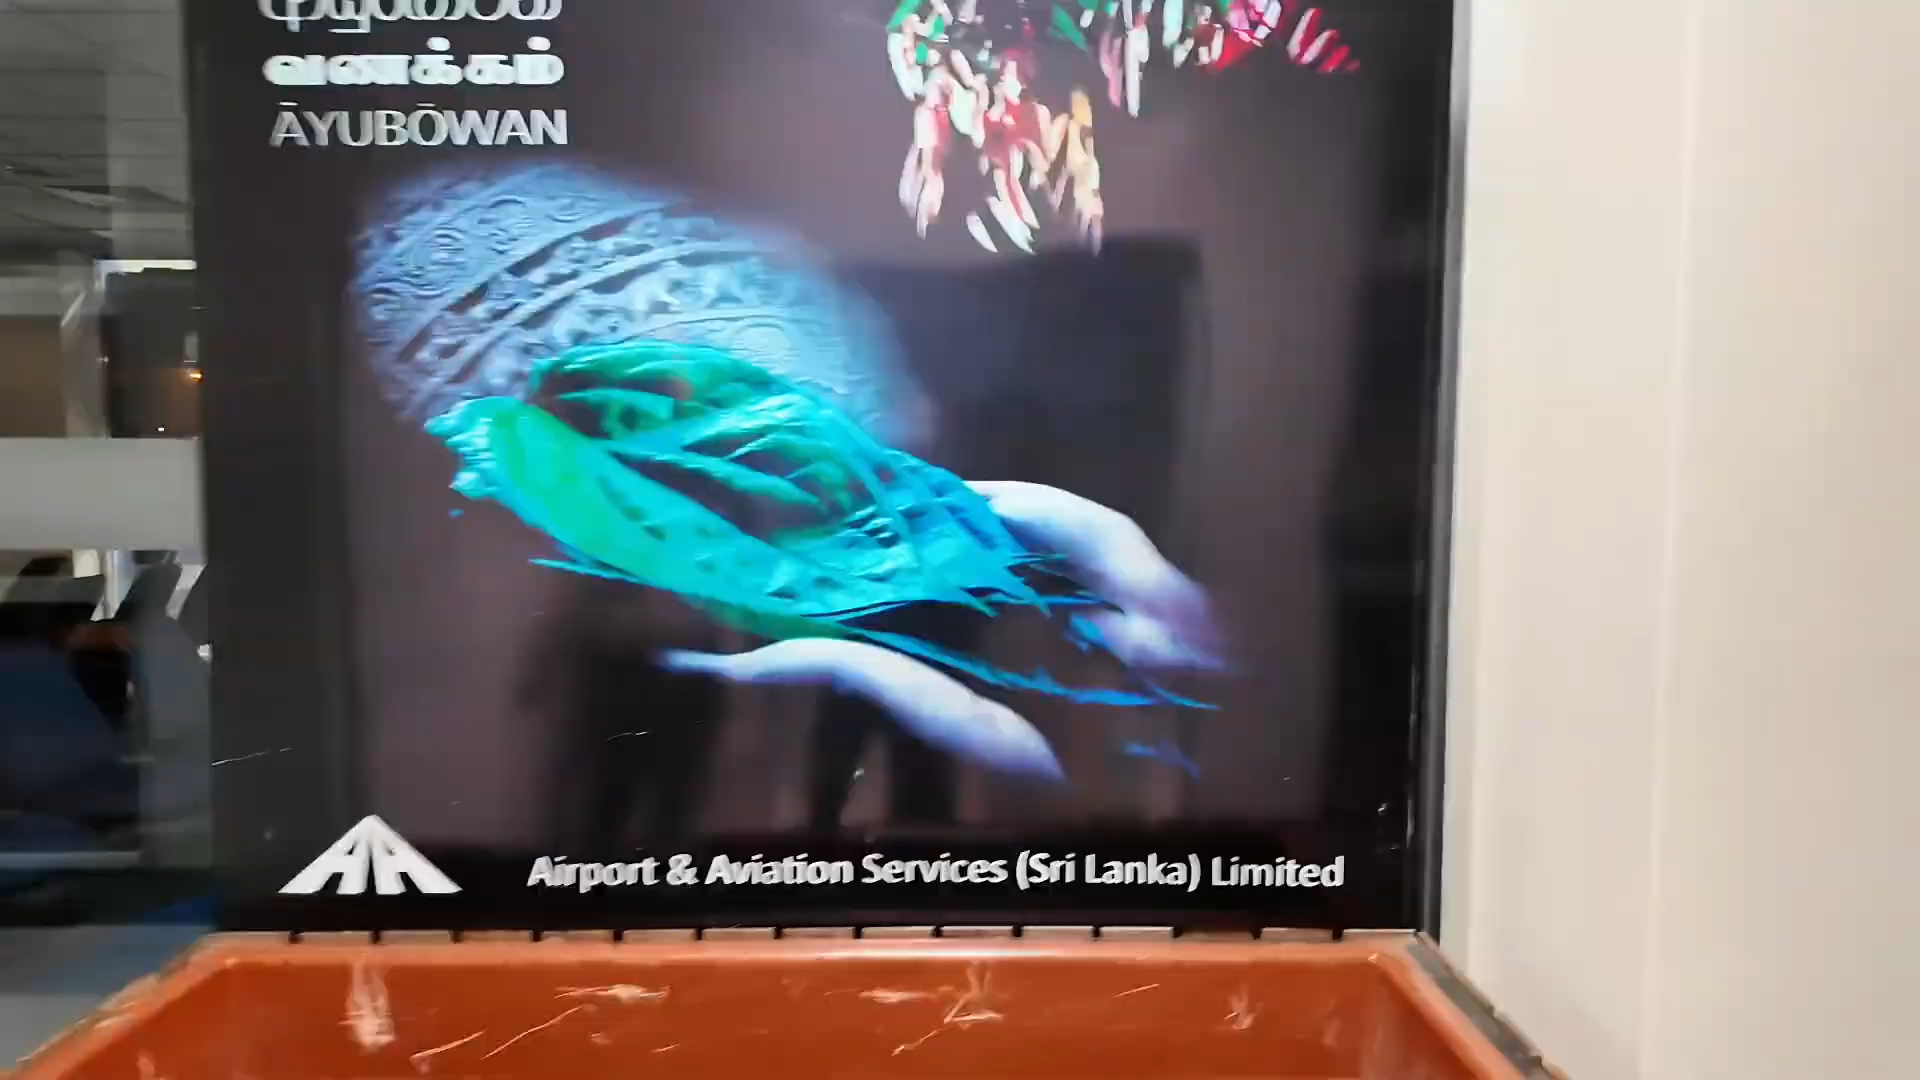 வணக்கம்
ĀYUBŌWAN
Airport & Aviation Services (Sri Lanka) Limited